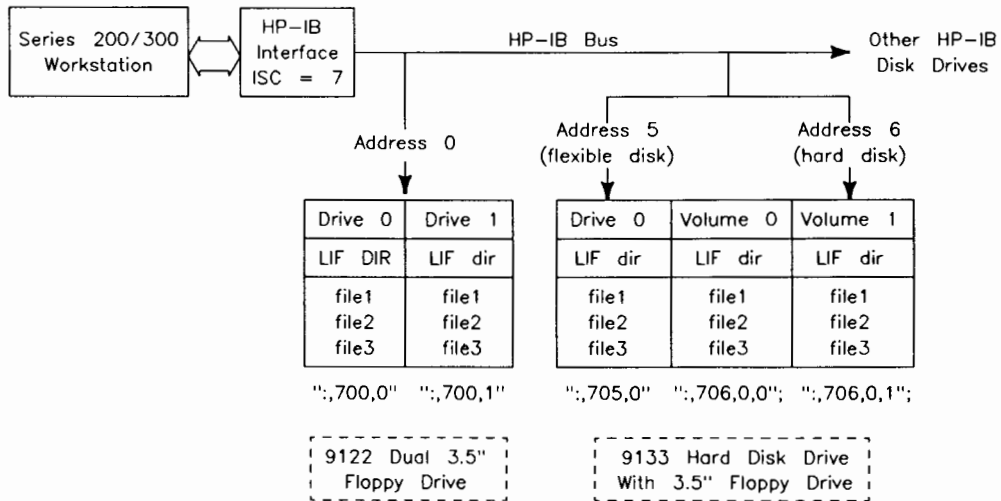 Series 200/300
Workstation
HP-IB
Interface
ISC = 7
HP-IB Bus
Other HP-IB
Disk Drives
Address 0
Address 5
(flexible disk)
Address 6
(hard disk)
Drive 0 Drive 1
LIF DIR LIF dir
file1 file1
file2 file2
file3 file3
":,700,0" ":,700,1"
9122 Dual 3.5"
Floppy Drive
Drive 0 Volume 0 Volume 1
LIF dir LIF dir LIF dir
file1 file1 file1
file2 file2 file2
file3 file3 file3
":,705,0" ":,706,0,0"; ":,706,0,1";
9133 Hard Disk Drive
With 3.5" Floppy Drive